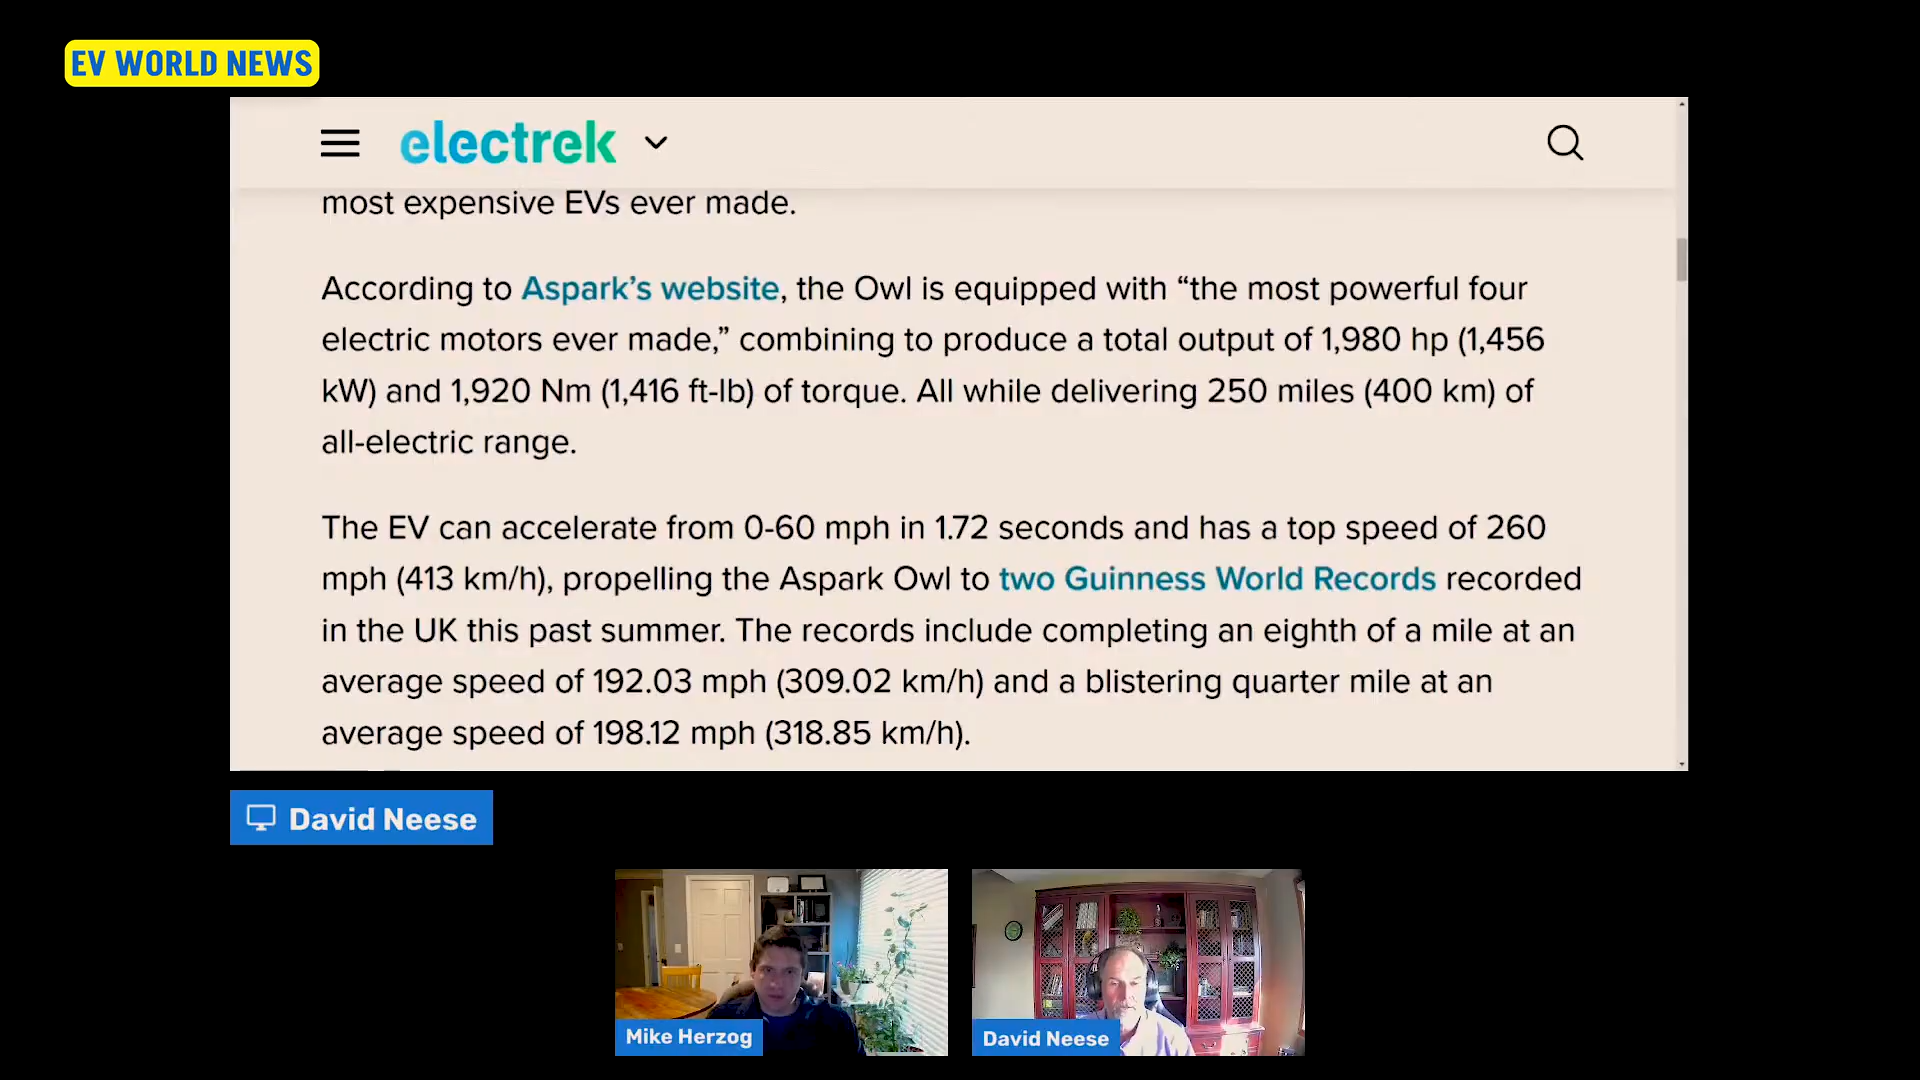 EV WORLD NEWS
electrek
most expensive EVs ever made.
According to Aspark’s website, the Owl is equipped with “the most powerful four
electric motors ever made,” combining to produce a total output of 1,980 hp (1,456
kW) and 1,920 Nm (1,416 ft-lb) of torque. All while delivering 250 miles (400 km) of
all-electric range.
The EV can accelerate from 0-60 mph in 1.72 seconds and has a top speed of 260
mph (413 km/h), propelling the Aspark Owl to two Guinness World Records recorded
in the UK this past summer. The records include completing an eighth of a mile at an
average speed of 192.03 mph (309.02 km/h) and a blistering quarter mile at an
average speed of 198.12 mph (318.85 km/h).
David Neese
Mike Herzog
David Neese